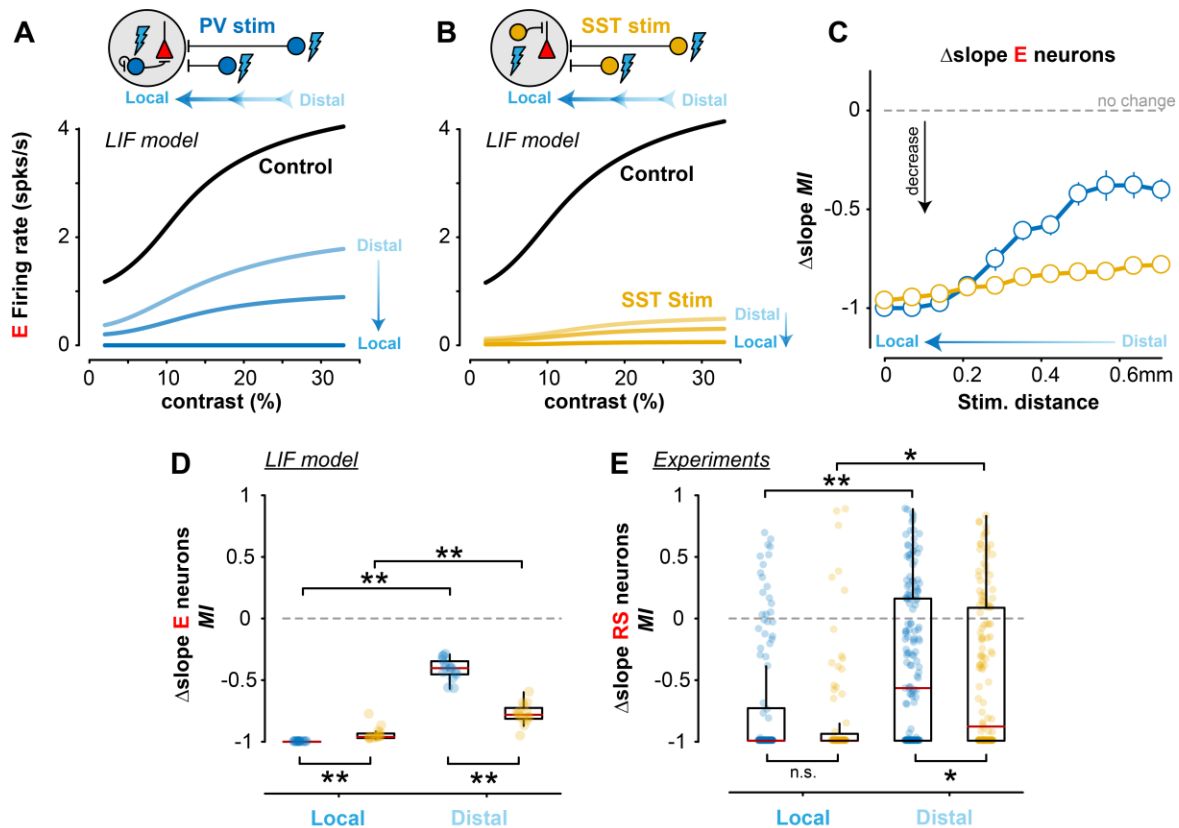 A
PV stim
Local
Distal
4
2
0
LIF model
Control
Distal
Local
E Firing rate (spks/s)
0
10
20
30
contrast (%)
B
SST stim
Local
Distal
4
2
0
LIF model
Control
SST Stim
Distal
Local
0
10
20
30
contrast (%)
C
Δslope E neurons
no change
decrease
0
-0.5
-1
Δslope MI
Local
Distal
0
0.2
0.4
0.6mm
Stim. distance
D
LIF model
1
0.5
0
-0.5
-1
Δslope E neurons
MI
**
**
**
**
Local
Distal
E
Experiments
1
0.5
0
-0.5
-1
Δslope RS neurons
MI
*
**
n.s.
*
Local
Distal